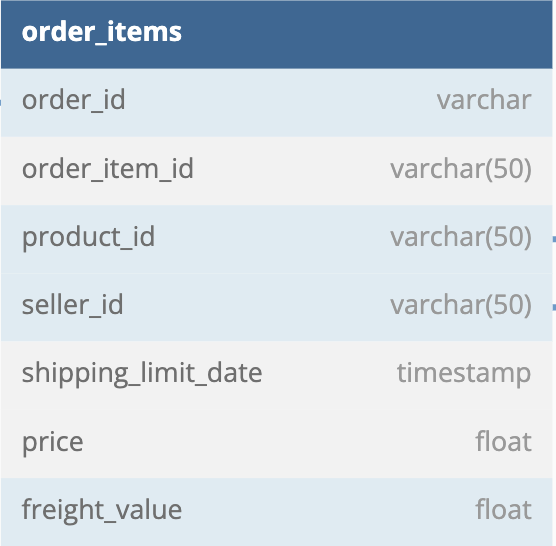 order_items
order_id varchar
order_item_id varchar(50)
product_id varchar(50)
seller_id varchar(50)
shipping_limit_date timestamp
price float
freight_value float